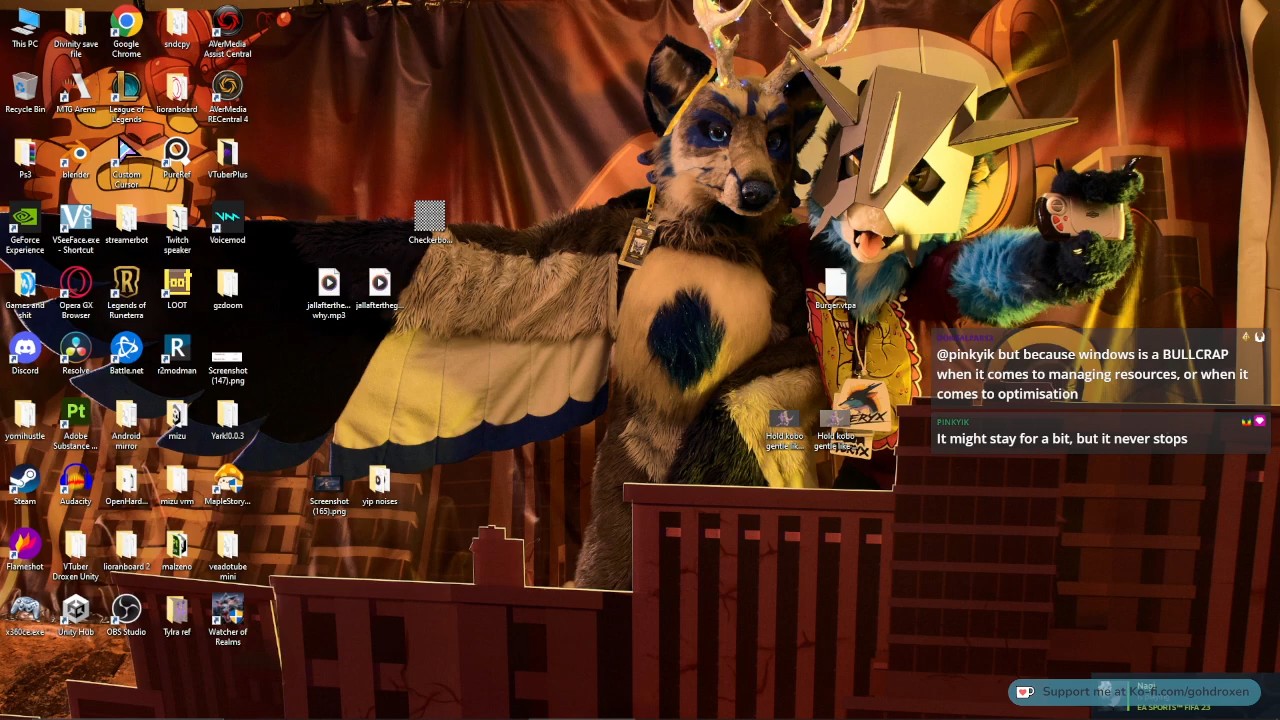 This PC
Divinity save
file
Google
Chrome
sndcpy
AVerMedia
Assist Central
Recycle Bin
MTG Arena
League of
Legends
lioranboard
AVerMedia
RECentral 4
Ps3
blender
Custom
Cursor
PureRef
VTuberPlus
GeForce
Experience
VSeeFace.exe
- Shortcut
streamerbot
Twitch
speaker
Voicemod
Checkerbo...
Games and
shit
Opera GX
Browser
Legends of
Runeterra
LOOT
gzdoom
jallafterthe...
why.mp3
jallaftertheg...
Burger.vtpa
Discord
Resolve
Battle.net
r2modman
Screenshot
(147).png
@pinkyik but because windows is a BULLCRAP
when it comes to managing resources, or when it
comes to optimisation
PINKYIK
It might stay for a bit, but it never stops
yomihustle
Adobe
Substance ...
Android
mirror
mizu
Yark!0.0.3
Hold kobo
gentle lik...
Hold kobo
gentle like...
ERYX
Steam
Audacity
OpenHard...
mizu vrm
MapleStory...
Screenshot
(165).png
yip noises
Flameshot
VTuber
Droxen Unity
lioranboard 2
malzeno
veadotube
mini
x360ce.exe
Unity Hub
OBS Studio
Tylra ref
Watcher of
Realms
Support me at Ko-fi.com/gohdroxen
EA SPORTS™ FIFA 23